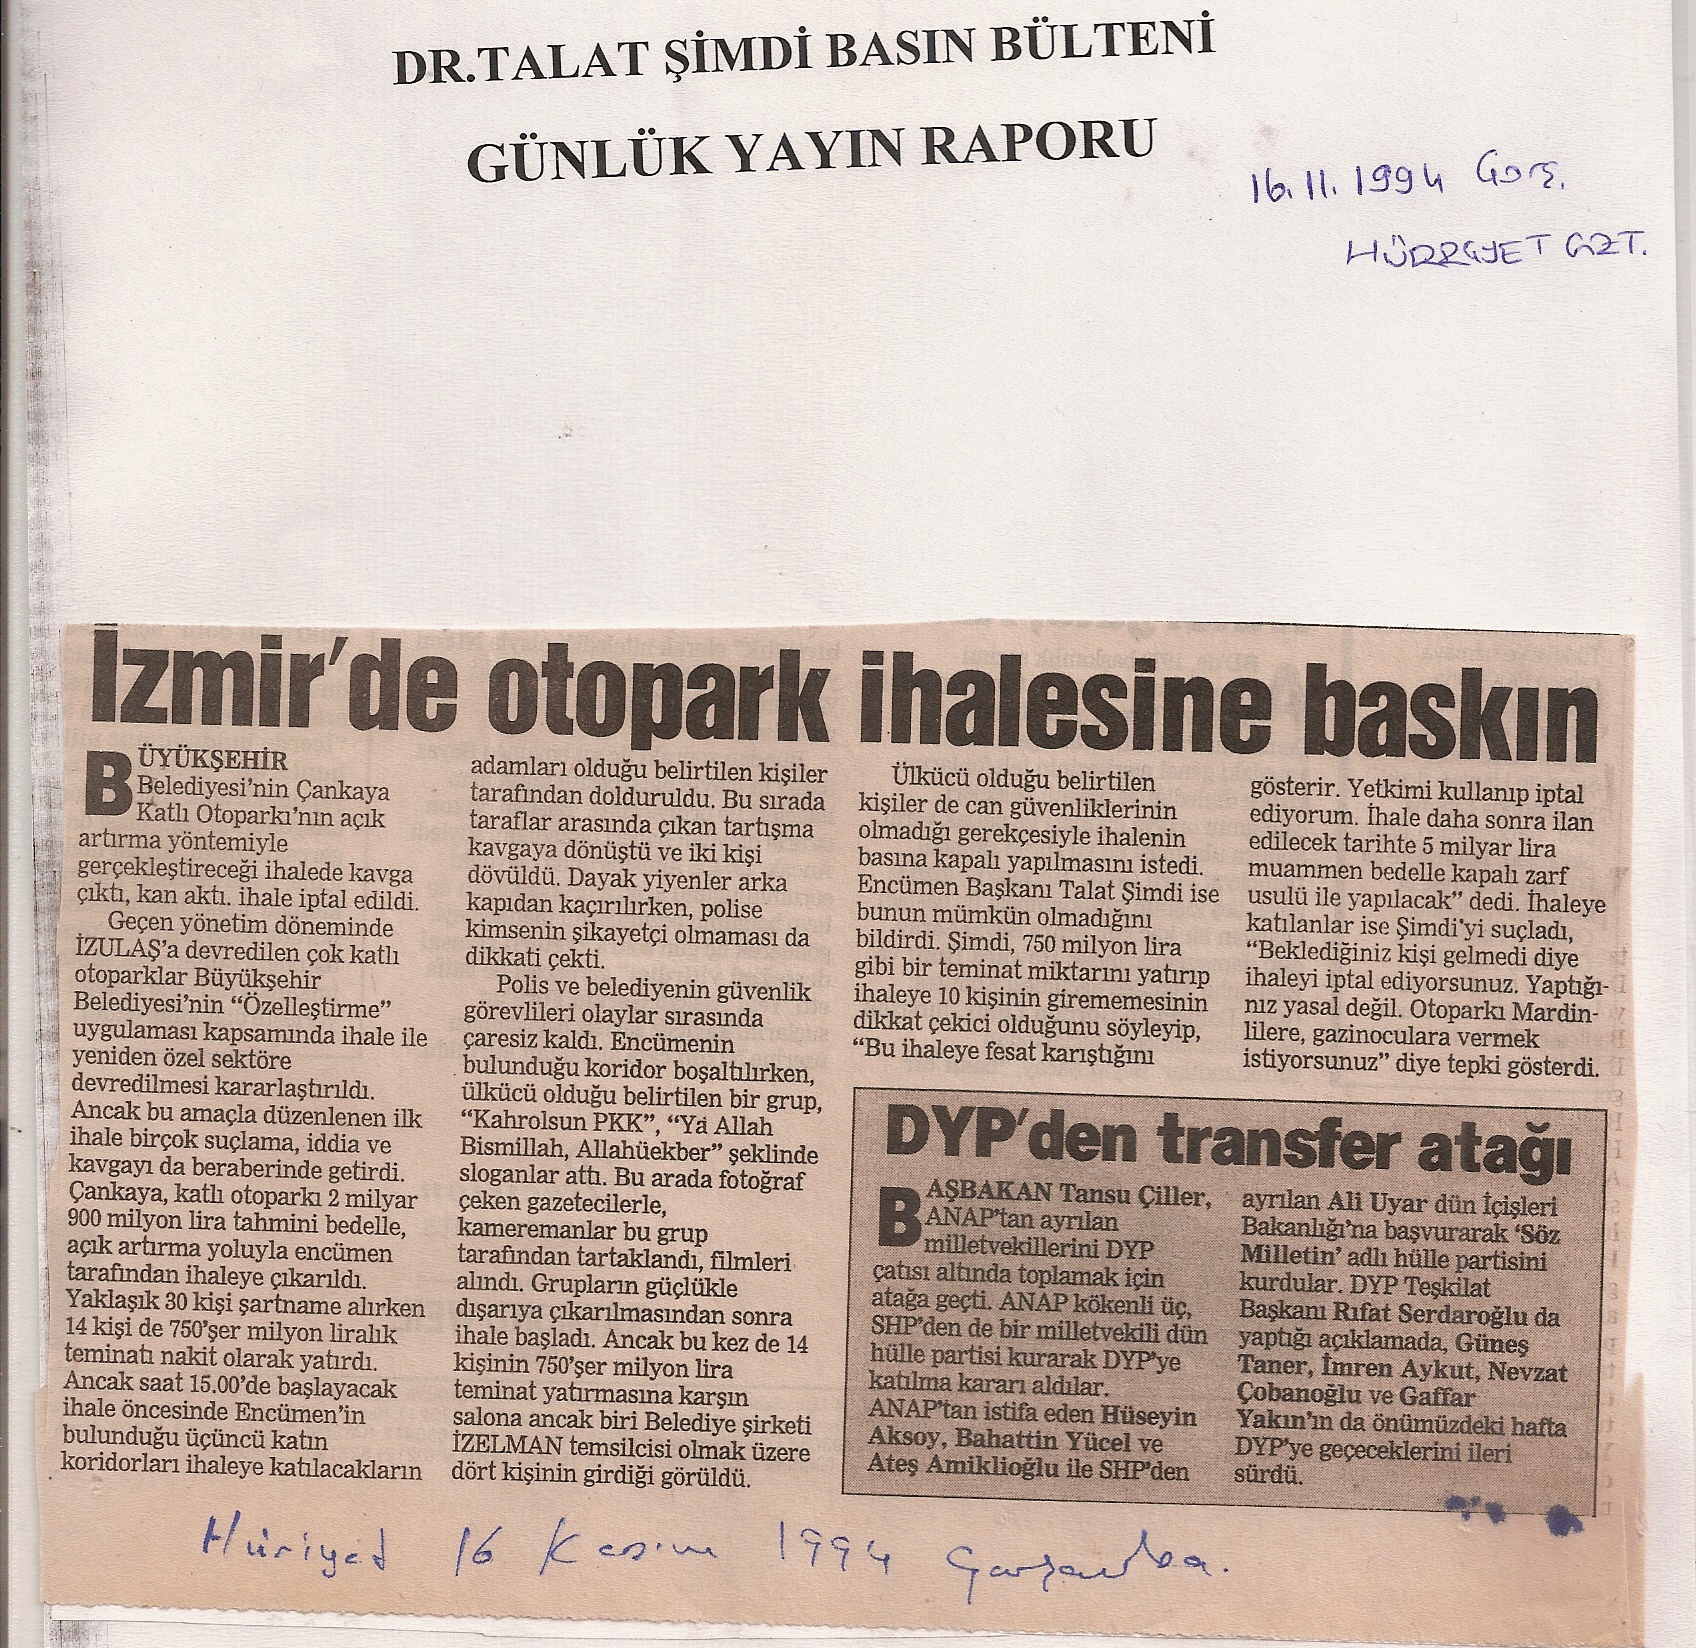 DR.TALAT ŞİMDİ BASIN BÜLTENİ
GÜNLÜK YAYIN RAPORU
16.11.1994 Çarş.
HÜRRİYET GZT.
İzmir'de otopark ihalesine baskın
BÜYÜKŞEHİR
Belediyesi'nin Çankaya
Katlı Otoparkı'nın açık
artırma yöntemiyle
gerçekleştireceği ihalede kavga
çıktı, kan aktı. ihale iptal edildi.
Geçen yönetim döneminde
İZULAŞ'a devredilen çok katlı
otoparklar Büyükşehir
Belediyesi'nin "Özelleştirme"
uygulaması kapsamında ihale ile
yeniden özel sektöre
devredilmesi kararlaştırıldı.
Ancak bu amaçla düzenlenen ilk
ihale birçok suçlama, iddia ve
kavgayı da beraberinde getirdi.
Çankaya, katlı otoparkı 2 milyar
900 milyon lira tahmini bedelle,
açık artırma yoluyla encümen
tarafından ihaleye çıkarıldı.
Yaklaşık 30 kişi şartname alırken
14 kişi de 750'şer milyon liralık
teminatı nakit olarak yatırdı.
Ancak saat 15.00'de başlayacak
ihale öncesinde Encümen'in
bulunduğu üçüncü katın
koridorları ihaleye katılacakların
adamları olduğu belirtilen kişiler
tarafından dolduruldu. Bu sırada
taraflar arasında çıkan tartışma
kavgaya dönüştü ve iki kişi
dövüldü. Dayak yiyenler arka
kapıdan kaçırılırken, polise
kimsenin şikayetçi olmaması da
dikkati çekti.
Polis ve belediyenin güvenlik
görevlileri olaylar sırasında
çaresiz kaldı. Encümenin
bulunduğu koridor boşaltılırken,
ülkücü olduğu belirtilen bir grup,
"Kahrolsun PKK", "Ya Allah
Bismillah, Allahüekber" şeklinde
sloganlar attı. Bu arada fotoğraf
çeken gazetecilerle,
kameremanlar bu grup
tarafından tartaklandı, filmleri
alındı. Grupların güçlükle
dışarıya çıkarılmasından sonra
ihale başladı. Ancak bu kez de 14
kişinin 750'şer milyon lira
teminat yatırmasına karşın
salona ancak biri Belediye şirketi
İZELMAN temsilcisi olmak üzere
dört kişinin girdiği görüldü.
Ülkücü olduğu belirtilen
kişiler de can güvenliklerinin
olmadığı gerekçesiyle ihalenin
basına kapalı yapılmasını istedi.
Encümen Başkanı Talat Şimdi ise
bunun mümkün olmadığını
bildirdi. Şimdi, 750 milyon lira
gibi bir teminat miktarını yatırıp
ihaleye 10 kişinin girememesinin
dikkat çekici olduğunu söyleyip,
"Bu ihaleye fesat karıştığını
gösterir. Yetkimi kullanıp iptal
ediyorum. İhale daha sonra ilan
edilecek tarihte 5 milyar lira
muammen bedelle kapalı zarf
usulü ile yapılacak" dedi. İhaleye
katılanlar ise Şimdi'yi suçladı,
"Beklediğiniz kişi gelmedi diye
ihaleyi iptal ediyorsunuz. Yaptığı-
nız yasal değil. Otoparkı Mardin-
lilere, gazinoculara vermek
istiyorsunuz" diye tepki gösterdi.
DYP'den transfer atağı
BAŞBAKAN Tansu Çiller,
ANAP'tan ayrılan
milletvekillerini DYP
çatısı altında toplamak için
atağa geçti. ANAP kökenli üç,
SHP'den de bir milletvekili dün
hülle partisi kurarak DYP'ye
katılma kararı aldılar.
ANAP'tan istifa eden Hüseyin
Aksoy, Bahattin Yücel ve
Ateş Amiklioğlu ile SHP'den
ayrılan Ali Uyar dün İçişleri
Bakanlığı'na başvurarak 'Söz
Milletin' adlı hülle partisini
kurdular. DYP Teşkilat
Başkanı Rıfat Serdaroğlu da
yaptığı açıklamada, Güneş
Taner, İmren Aykut, Nevzat
Çobanoğlu ve Gaffar
Yakın'ın da önümüzdeki hafta
DYP'ye geçeceklerini ileri
sürdü.
Hüriyet 16 Kasım 1994 Çarşamba.